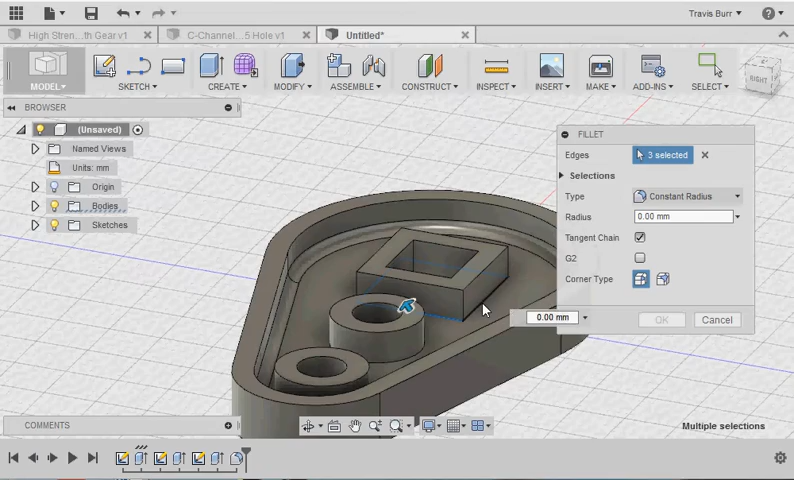 Travis Burr
High Stren...th Gear v1
C-Channel...5 Hole v1
Untitled*
MODEL
SKETCH
CREATE
MODIFY
ASSEMBLE
CONSTRUCT
INSPECT
INSERT
MAKE
ADD-INS
SELECT
RIGHT
BROWSER
(Unsaved)
Named Views
Units: mm
Origin
Bodies
Sketches
FILLET
Edges 3 selected
Selections
Type Constant Radius
Radius 0.00 mm
Tangent Chain
G2
Corner Type
0.00 mm
OK Cancel
COMMENTS
Multiple selections